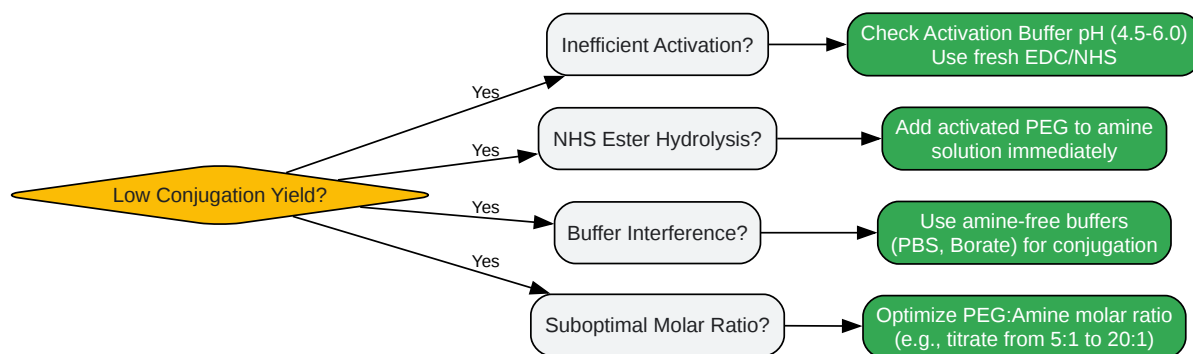 Low Conjugation Yield?
Yes
Yes
Yes
Yes
Inefficient Activation?
Check Activation Buffer pH (4.5-6.0)
Use fresh EDC/NHS
NHS Ester Hydrolysis?
Add activated PEG to amine
solution immediately
Buffer Interference?
Use amine-free buffers
(PBS, Borate) for conjugation
Suboptimal Molar Ratio?
Optimize PEG:Amine molar ratio
(e.g., titrate from 5:1 to 20:1)